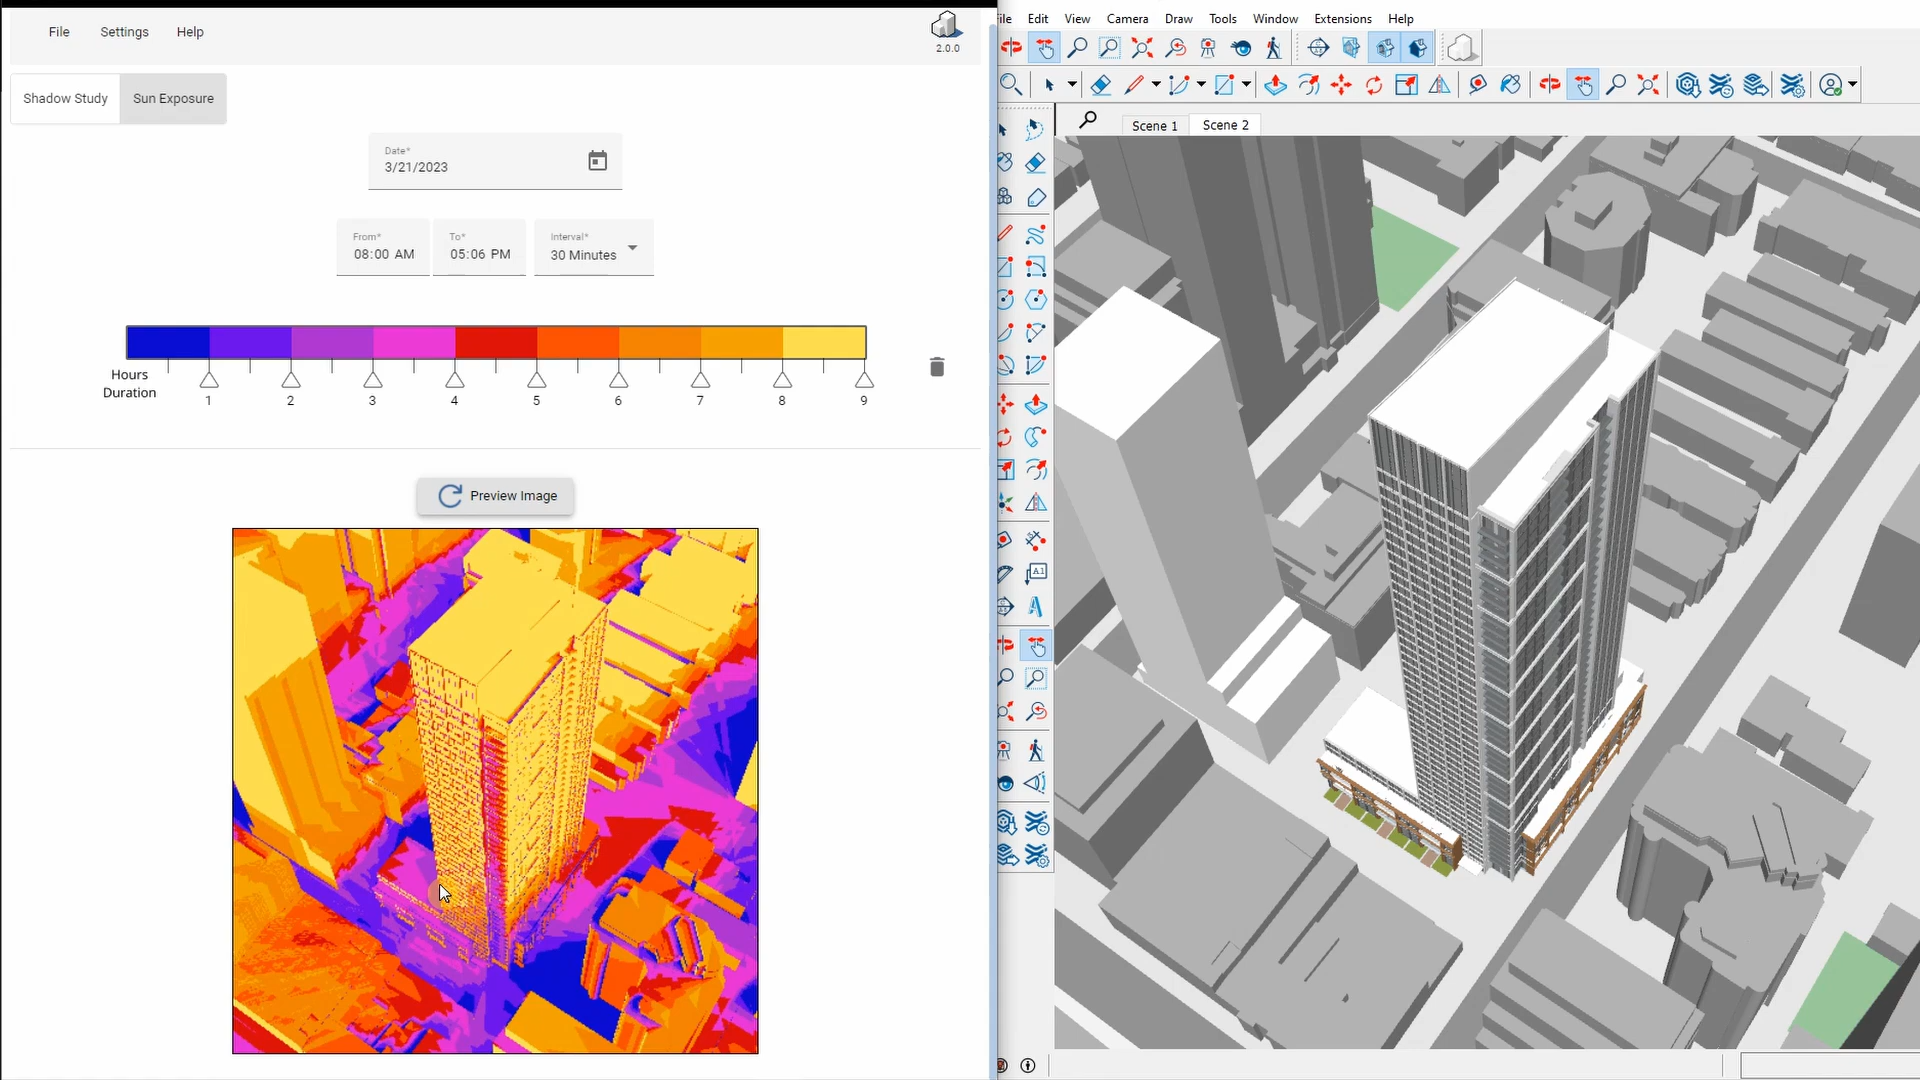 File Settings Help
2.0.0
Shadow Study Sun Exposure
Date*
3/21/2023
From* To* Interval*
08:00 AM 05:06 PM 30 Minutes
Hours
Duration
1 2 3 4 5 6 7 8 9
Preview Image
ile Edit View Camera Draw Tools Window Extensions Help
Scene 1 Scene 2
A1